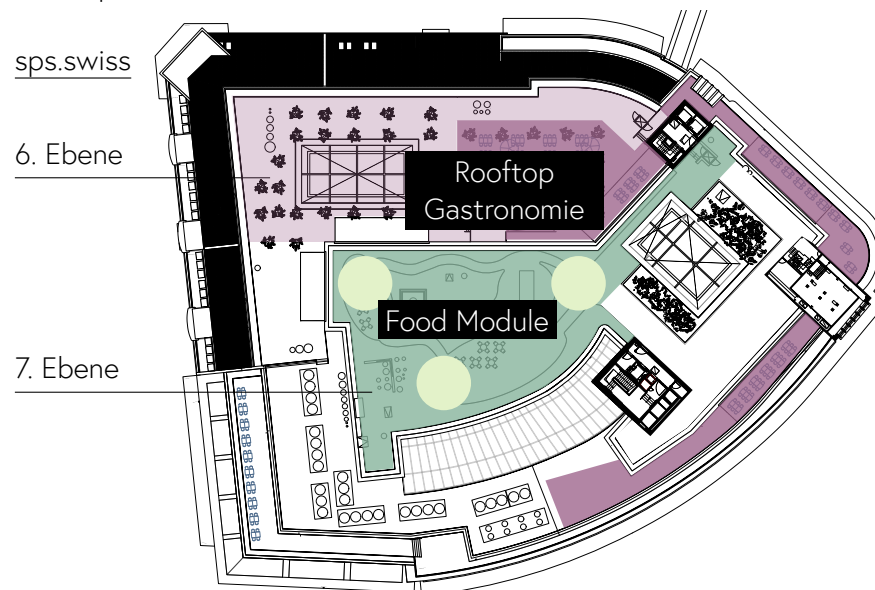 sps.swiss
6. Ebene
Rooftop
Gastronomie
Food Module
7. Ebene